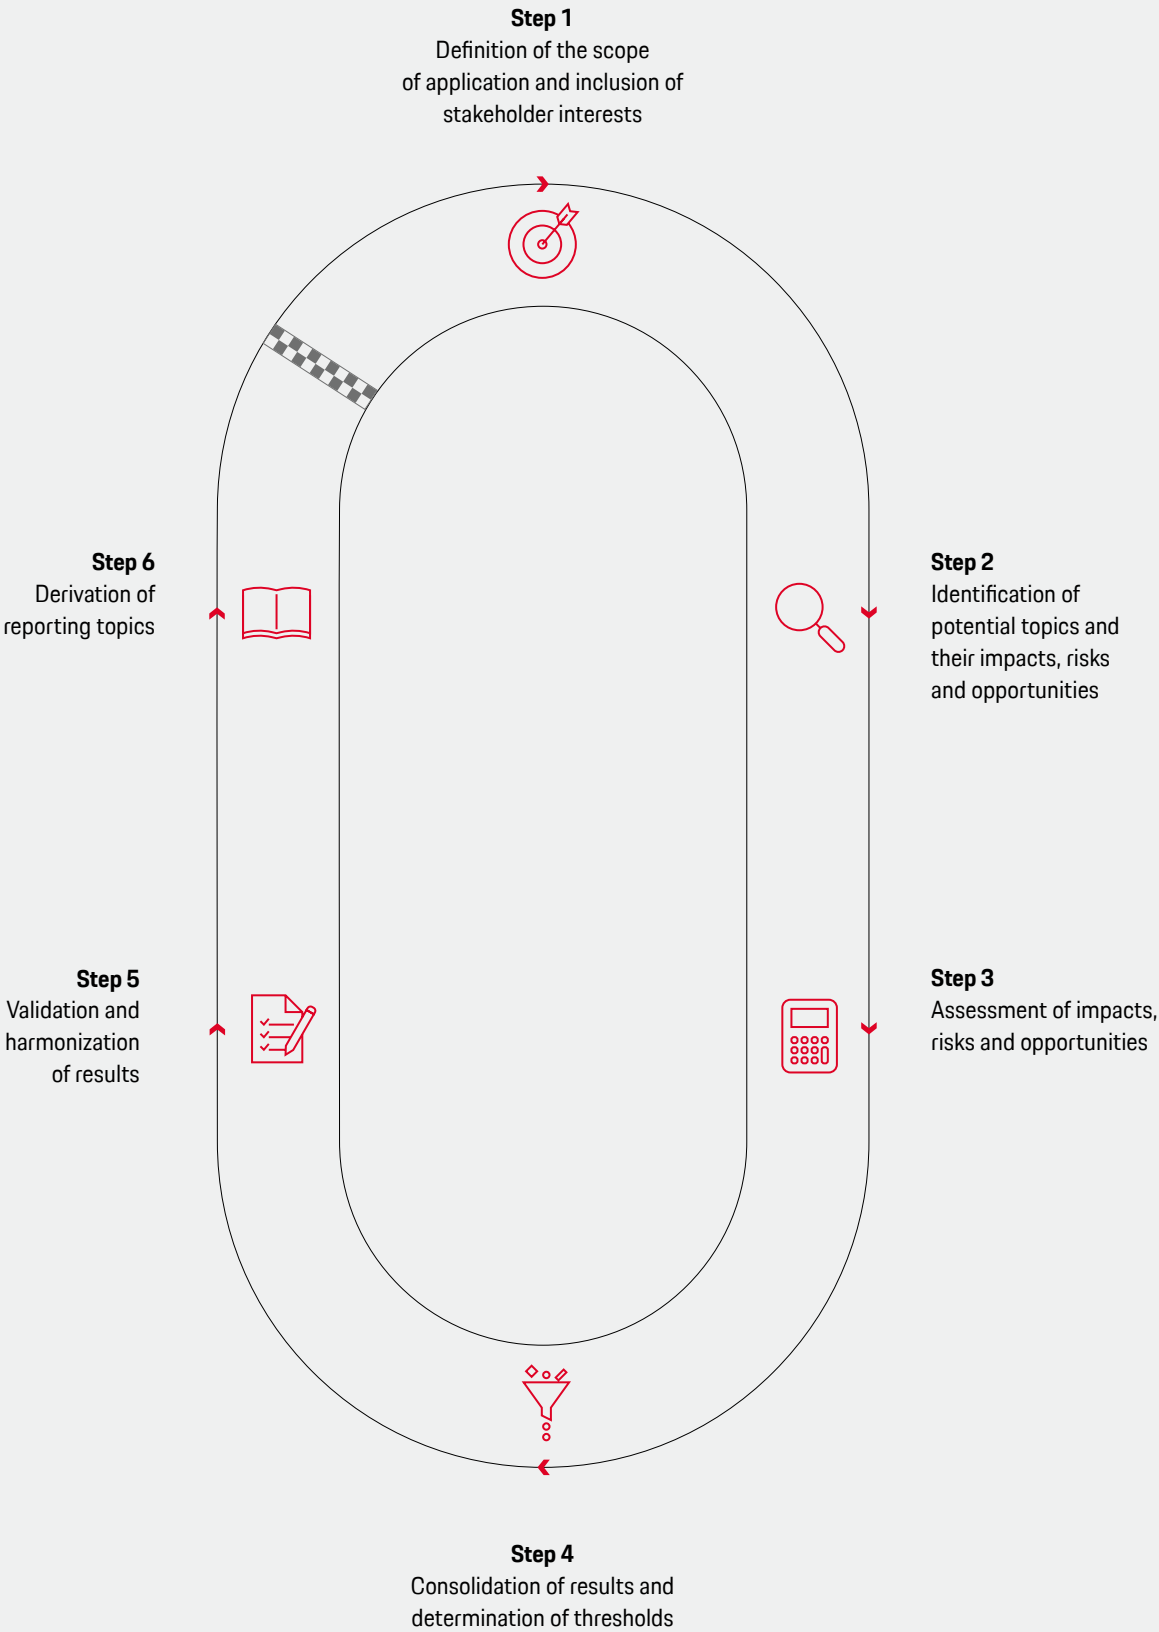 Step 1
Definition of the scope
of application and inclusion of
stakeholder interests
Step 2
Identification of
potential topics and
their impacts, risks
and opportunities
Step 3
Assessment of impacts,
risks and opportunities
Step 4
Consolidation of results and
determination of thresholds
Step 5
Validation and
harmonization
of results
Step 6
Derivation of
reporting topics